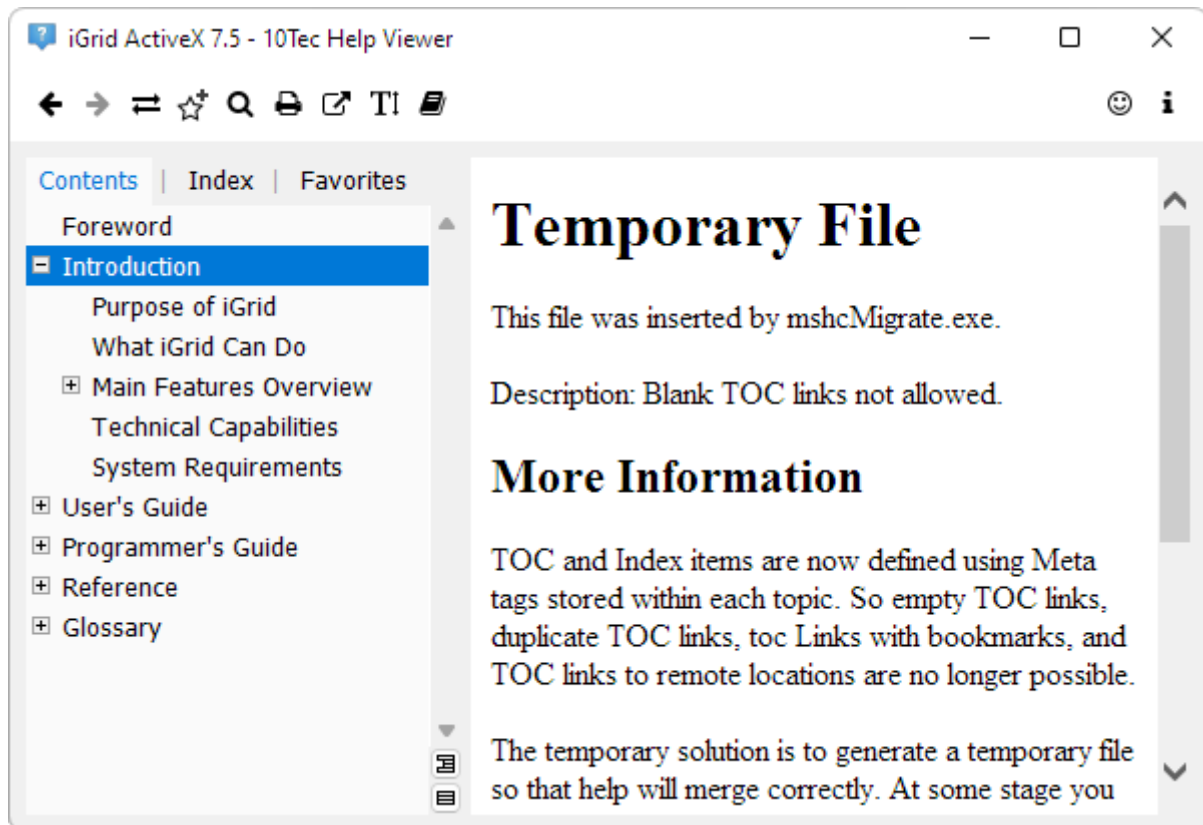 iGrid ActiveX 7.5 - 10Tec Help Viewer
Contents | Index | Favorites
Foreword
Introduction
Purpose of iGrid
What iGrid Can Do
Main Features Overview
Technical Capabilities
System Requirements
User's Guide
Programmer's Guide
Reference
Glossary
Temporary File
This file was inserted by mshcMigrate.exe.
Description: Blank TOC links not allowed.
More Information
TOC and Index items are now defined using Meta
tags stored within each topic. So empty TOC links,
duplicate TOC links, toc Links with bookmarks, and
TOC links to remote locations are no longer possible.
The temporary solution is to generate a temporary file
so that help will merge correctly. At some stage you